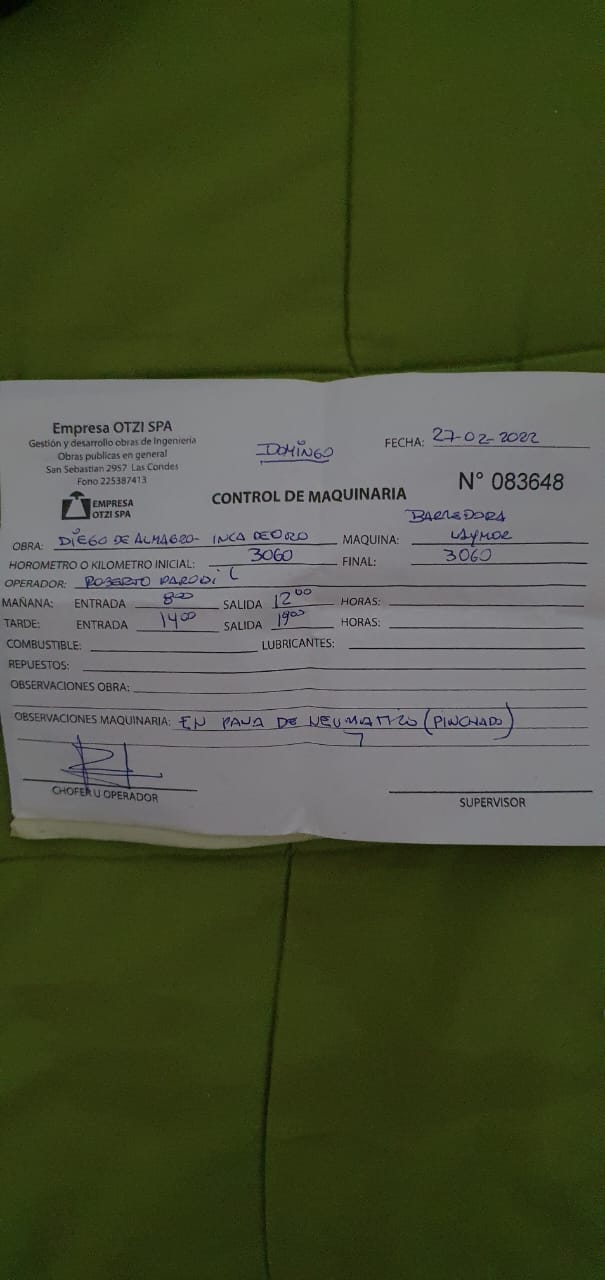 Empresa OTZI SPA
Gestión y desarrollo obras de Ingenieria
Obras publicas en general
San Sebastian 2957 Las Condes
Fono 225387413
EMPRESA
OTZI SPA
DOMINGO
FECHA: 27-02-2022
CONTROL DE MAQUINARIA
N° 083648
OBRA: DIEGO DE ALMAGRO- INCA DE ORO
BARREDORA
MAQUINA: LAYMOR
HOROMETRO O KILOMETRO INICIAL: 3060
FINAL: 3060
OPERADOR: ROBERTO PARODI C
MAÑANA: ENTRADA 8:00 SALIDA 12:00 HORAS:
TARDE: ENTRADA 14:00 SALIDA 19:00 HORAS:
COMBUSTIBLE: LUBRICANTES:
REPUESTOS:
OBSERVACIONES OBRA:
OBSERVACIONES MAQUINARIA: EN PANA DE NEUMATICO (PINCHADO)
CHOFER U OPERADOR
SUPERVISOR